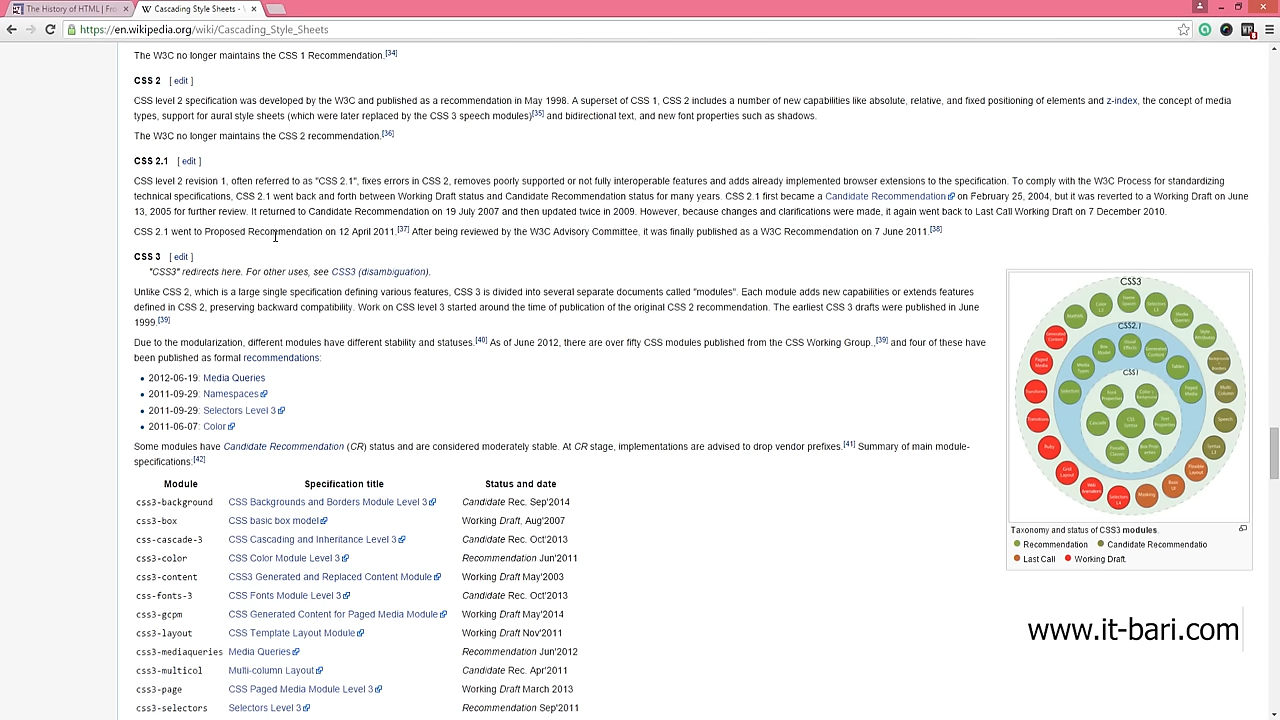 The History of HTML | Fro
Cascading Style Sheets -
https://en.wikipedia.org/wiki/Cascading_Style_Sheets
The W3C no longer maintains the CSS 1 Recommendation.[34]
CSS 2 [ edit ]
CSS level 2 specification was developed by the W3C and published as a recommendation in May 1998. A superset of CSS 1, CSS 2 includes a number of new capabilities like absolute, relative, and fixed positioning of elements and z-index, the concept of media
types, support for aural style sheets (which were later replaced by the CSS 3 speech modules)[35] and bidirectional text, and new font properties such as shadows.
The W3C no longer maintains the CSS 2 recommendation.[36]
CSS 2.1 [ edit ]
CSS level 2 revision 1, often referred to as "CSS 2.1", fixes errors in CSS 2, removes poorly supported or not fully interoperable features and adds already implemented browser extensions to the specification. To comply with the W3C Process for standardizing
technical specifications, CSS 2.1 went back and forth between Working Draft status and Candidate Recommendation status for many years. CSS 2.1 first became a Candidate Recommendation on February 25, 2004, but it was reverted to a Working Draft on June
13, 2005 for further review. It returned to Candidate Recommendation on 19 July 2007 and then updated twice in 2009. However, because changes and clarifications were made, it again went back to Last Call Working Draft on 7 December 2010.
CSS 2.1 went to Proposed Recommendation on 12 April 2011.[37] After being reviewed by the W3C Advisory Committee, it was finally published as a W3C Recommendation on 7 June 2011.[38]
CSS 3 [ edit ]
"CSS3" redirects here. For other uses, see CSS3 (disambiguation).
Unlike CSS 2, which is a large single specification defining various features, CSS 3 is divided into several separate documents called "modules". Each module adds new capabilities or extends features
defined in CSS 2, preserving backward compatibility. Work on CSS level 3 started around the time of publication of the original CSS 2 recommendation. The earliest CSS 3 drafts were published in June
1999.[39]
Due to the modularization, different modules have different stability and statuses.[40] As of June 2012, there are over fifty CSS modules published from the CSS Working Group.,[39] and four of these have
been published as formal recommendations:
• 2012-06-19: Media Queries
• 2011-09-29: Namespaces
• 2011-09-29: Selectors Level 3
• 2011-06-07: Color
Some modules have Candidate Recommendation (CR) status and are considered moderately stable. At CR stage, implementations are advised to drop vendor prefixes.[41] Summary of main module-
specifications:[42]
Module Specification title Status and date
css3-background CSS Backgrounds and Borders Module Level 3 Candidate Rec. Sep'2014
css3-box CSS basic box model Working Draft, Aug'2007
css-cascade-3 CSS Cascading and Inheritance Level 3 Candidate Rec. Oct'2013
css3-color CSS Color Module Level 3 Recommendation Jun'2011
css3-content CSS3 Generated and Replaced Content Module Working Draft May'2003
css-fonts-3 CSS Fonts Module Level 3 Candidate Rec. Oct'2013
css3-gcpm CSS Generated Content for Paged Media Module Working Draft May'2014
css3-layout CSS Template Layout Module Working Draft Nov'2011
css3-mediaqueries Media Queries Recommendation Jun'2012
css3-multicol Multi-column Layout Candidate Rec. Apr'2011
css3-page CSS Paged Media Module Level 3 Working Draft March 2013
css3-selectors Selectors Level 3 Recommendation Sep'2011
CSS3
CSS2.1
CSS1
Taxonomy and status of CSS3 modules.
Recommendation Candidate Recommendatio
Last Call Working Draft
www.it-bari.com